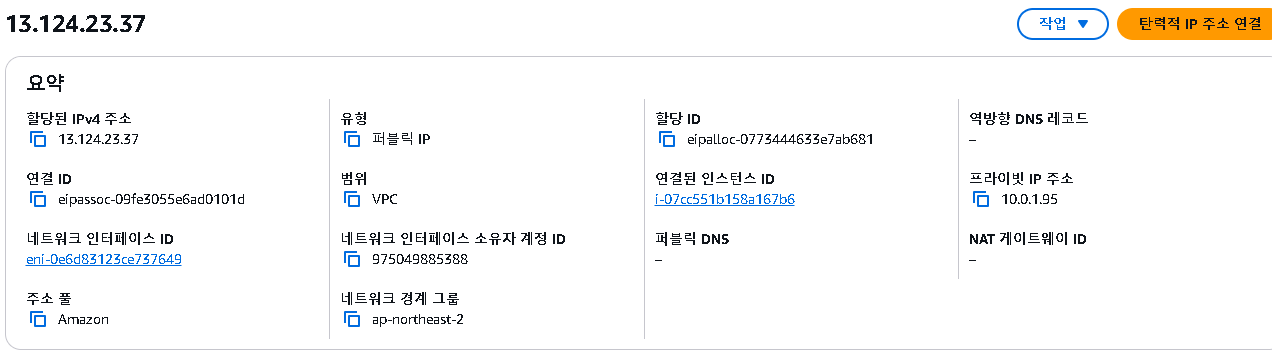 13.124.23.37
작업
탄력적 IP 주소 연결
요약
할당된 IPv4 주소
13.124.23.37
유형
퍼블릭 IP
할당 ID
eipalloc-0773444633e7ab681
역방향 DNS 레코드
–
연결 ID
eipassoc-09fe3055e6ad0101d
범위
VPC
연결된 인스턴스 ID
i-07cc551b158a167b6
프라이빗 IP 주소
10.0.1.95
네트워크 인터페이스 ID
eni-0e6d83123ce737649
네트워크 인터페이스 소유자 계정 ID
975049885388
퍼블릭 DNS
–
NAT 게이트웨이 ID
–
주소 풀
Amazon
네트워크 경계 그룹
ap-northeast-2